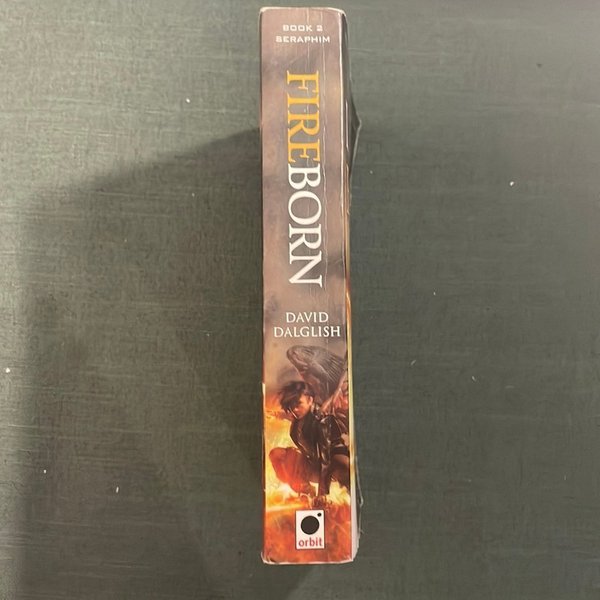 BOOK 2
SERAPHIM
FIREBORN
DAVID
DALGLISH
orbit